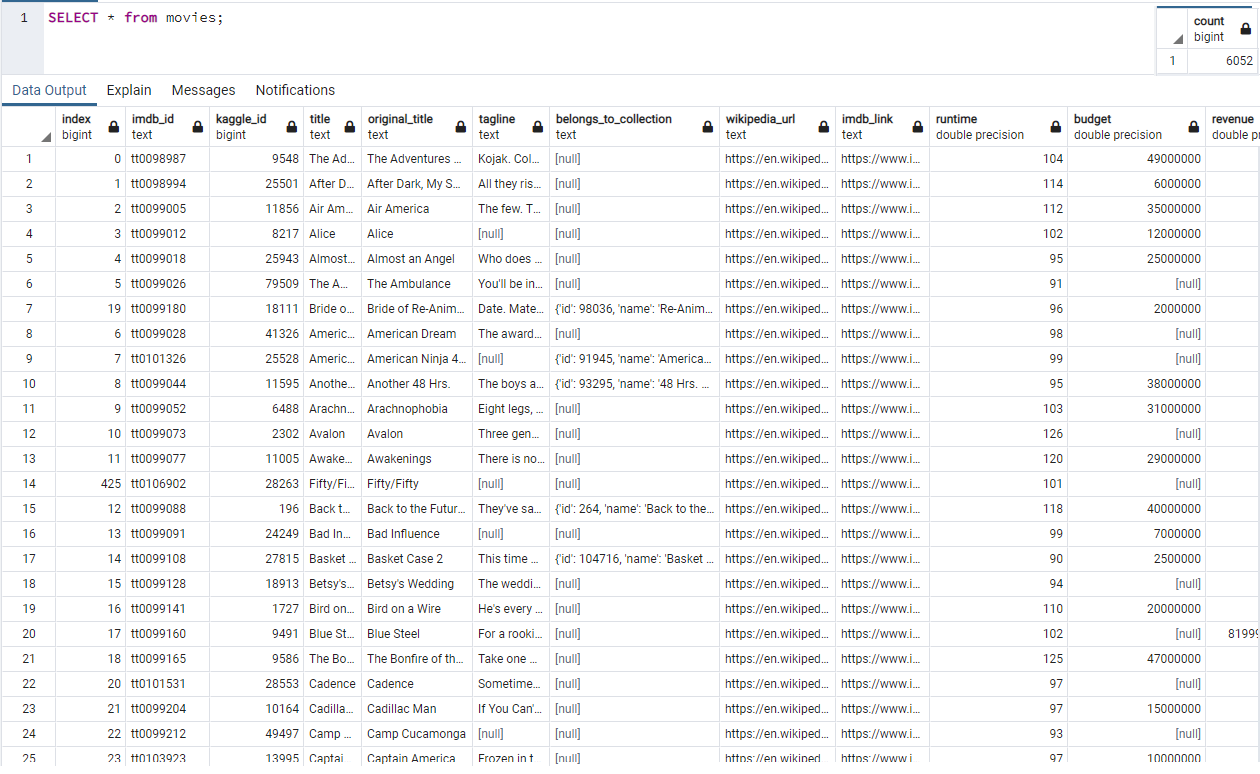 1 SELECT * from movies;
count
bigint
1 6052
Data Output Explain Messages Notifications
index imdb_id kaggle_id title original_title tagline belongs_to_collection wikipedia_url imdb_link runtime budget revenue
bigint text bigint text text text text text text double precision double precision double pr
1 0 tt0098987 9548 The Ad... The Adventures ... Kojak. Col... [null] https://en.wikiped... https://www.i... 104 49000000
2 1 tt0098994 25501 After D... After Dark, My S... All they ris... [null] https://en.wikiped... https://www.i... 114 6000000
3 2 tt0099005 11856 Air Am... Air America The few. T... [null] https://en.wikiped... https://www.i... 112 35000000
4 3 tt0099012 8217 Alice Alice [null] [null] https://en.wikiped... https://www.i... 102 12000000
5 4 tt0099018 25943 Almost... Almost an Angel Who does ... [null] https://en.wikiped... https://www.i... 95 25000000
6 5 tt0099026 79509 The A... The Ambulance You'll be in... [null] https://en.wikiped... https://www.i... 91 [null]
7 19 tt0099180 18111 Bride o... Bride of Re-Anim... Date. Mate... {'id': 98036, 'name': 'Re-Anim... https://en.wikiped... https://www.i... 96 2000000
8 6 tt0099028 41326 Americ... American Dream The award... [null] https://en.wikiped... https://www.i... 98 [null]
9 7 tt0101326 25528 Americ... American Ninja 4... [null] {'id': 91945, 'name': 'America... https://en.wikiped... https://www.i... 99 [null]
10 8 tt0099044 11595 Anothe... Another 48 Hrs. The boys a... {'id': 93295, 'name': '48 Hrs. ... https://en.wikiped... https://www.i... 95 38000000
11 9 tt0099052 6488 Arachn... Arachnophobia Eight legs, ... [null] https://en.wikiped... https://www.i... 103 31000000
12 10 tt0099073 2302 Avalon Avalon Three gen... [null] https://en.wikiped... https://www.i... 126 [null]
13 11 tt0099077 11005 Awake... Awakenings There is no... [null] https://en.wikiped... https://www.i... 120 29000000
14 425 tt0106902 28263 Fifty/Fi... Fifty/Fifty [null] [null] https://en.wikiped... https://www.i... 101 [null]
15 12 tt0099088 196 Back t... Back to the Futur... They've sa... {'id': 264, 'name': 'Back to the... https://en.wikiped... https://www.i... 118 40000000
16 13 tt0099091 24249 Bad In... Bad Influence [null] [null] https://en.wikiped... https://www.i... 99 7000000
17 14 tt0099108 27815 Basket ... Basket Case 2 This time ... {'id': 104716, 'name': 'Basket ... https://en.wikiped... https://www.i... 90 2500000
18 15 tt0099128 18913 Betsy's... Betsy's Wedding The weddi... [null] https://en.wikiped... https://www.i... 94 [null]
19 16 tt0099141 1727 Bird on... Bird on a Wire He's every ... [null] https://en.wikiped... https://www.i... 110 20000000
20 17 tt0099160 9491 Blue St... Blue Steel For a rooki... [null] https://en.wikiped... https://www.i... 102 [null] 81999
21 18 tt0099165 9586 The Bo... The Bonfire of th... Take one ... [null] https://en.wikiped... https://www.i... 125 47000000
22 20 tt0101531 28553 Cadence Cadence Sometime... [null] https://en.wikiped... https://www.i... 97 [null]
23 21 tt0099204 10164 Cadilla... Cadillac Man If You Can'... [null] https://en.wikiped... https://www.i... 97 15000000
24 22 tt0099212 49497 Camp ... Camp Cucamonga [null] [null] https://en.wikiped... https://www.i... 93 [null]
25 23 tt0103923 13995 Captai... Captain America Frozen in t... [null] https://en.wikiped... https://www.i... 97 10000000